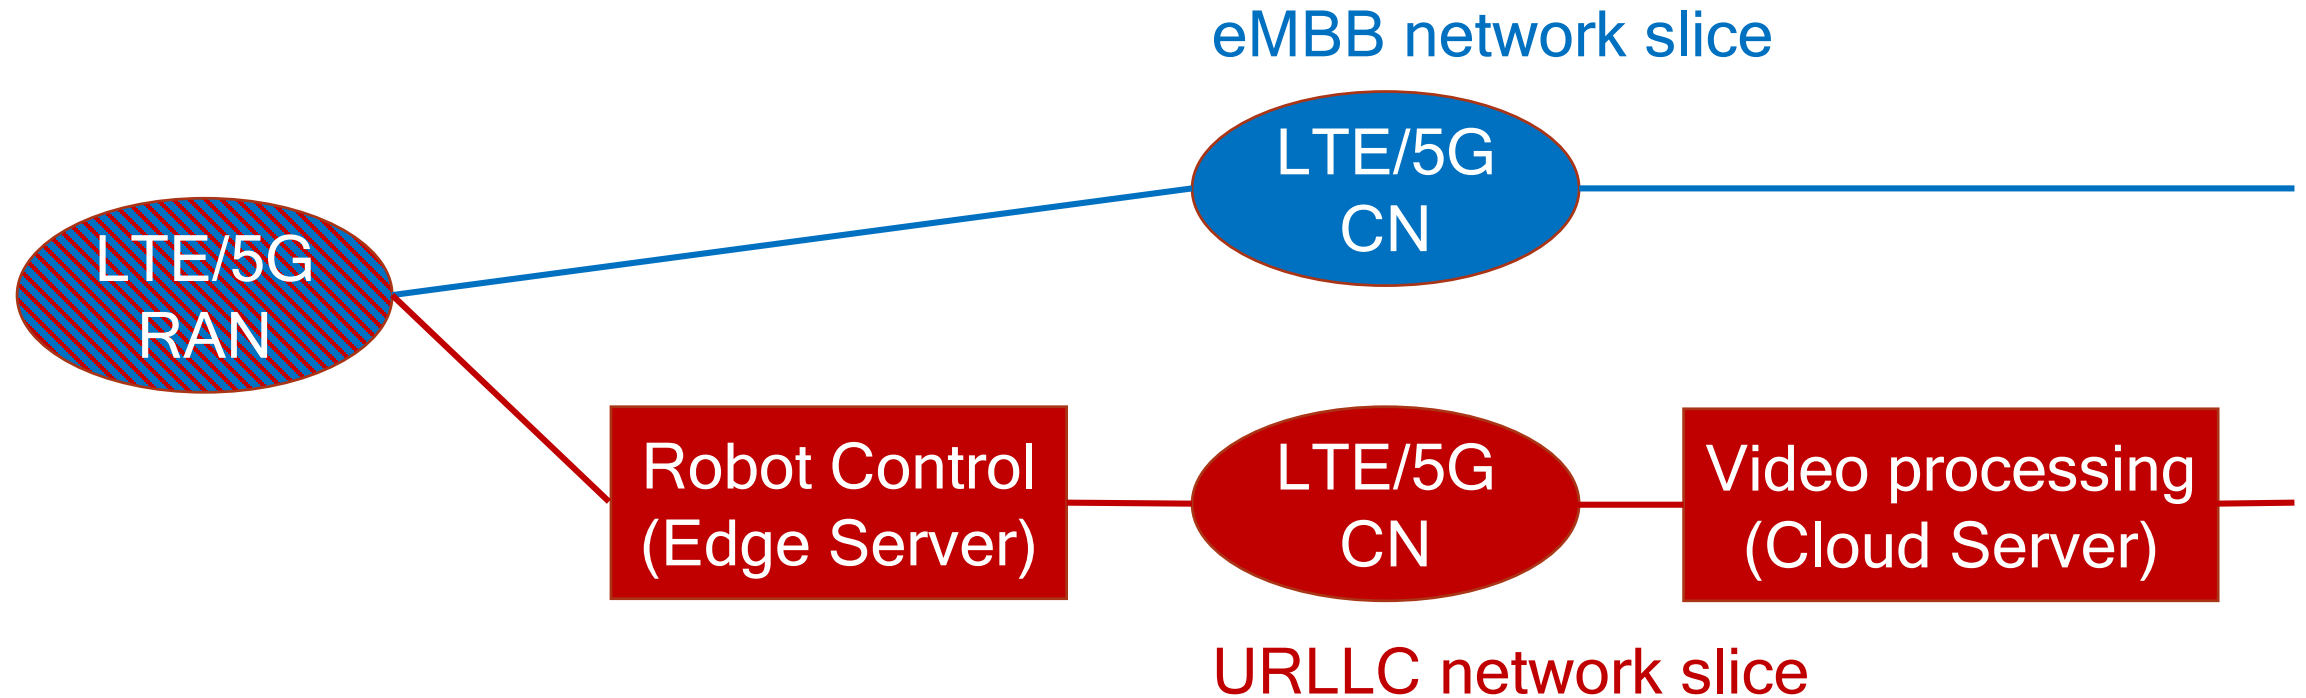 eMBB network slice
LTE/5G
CN
LTE/5G
RAN
Robot Control
(Edge Server)
LTE/5G
CN
Video processing
(Cloud Server)
URLLC network slice